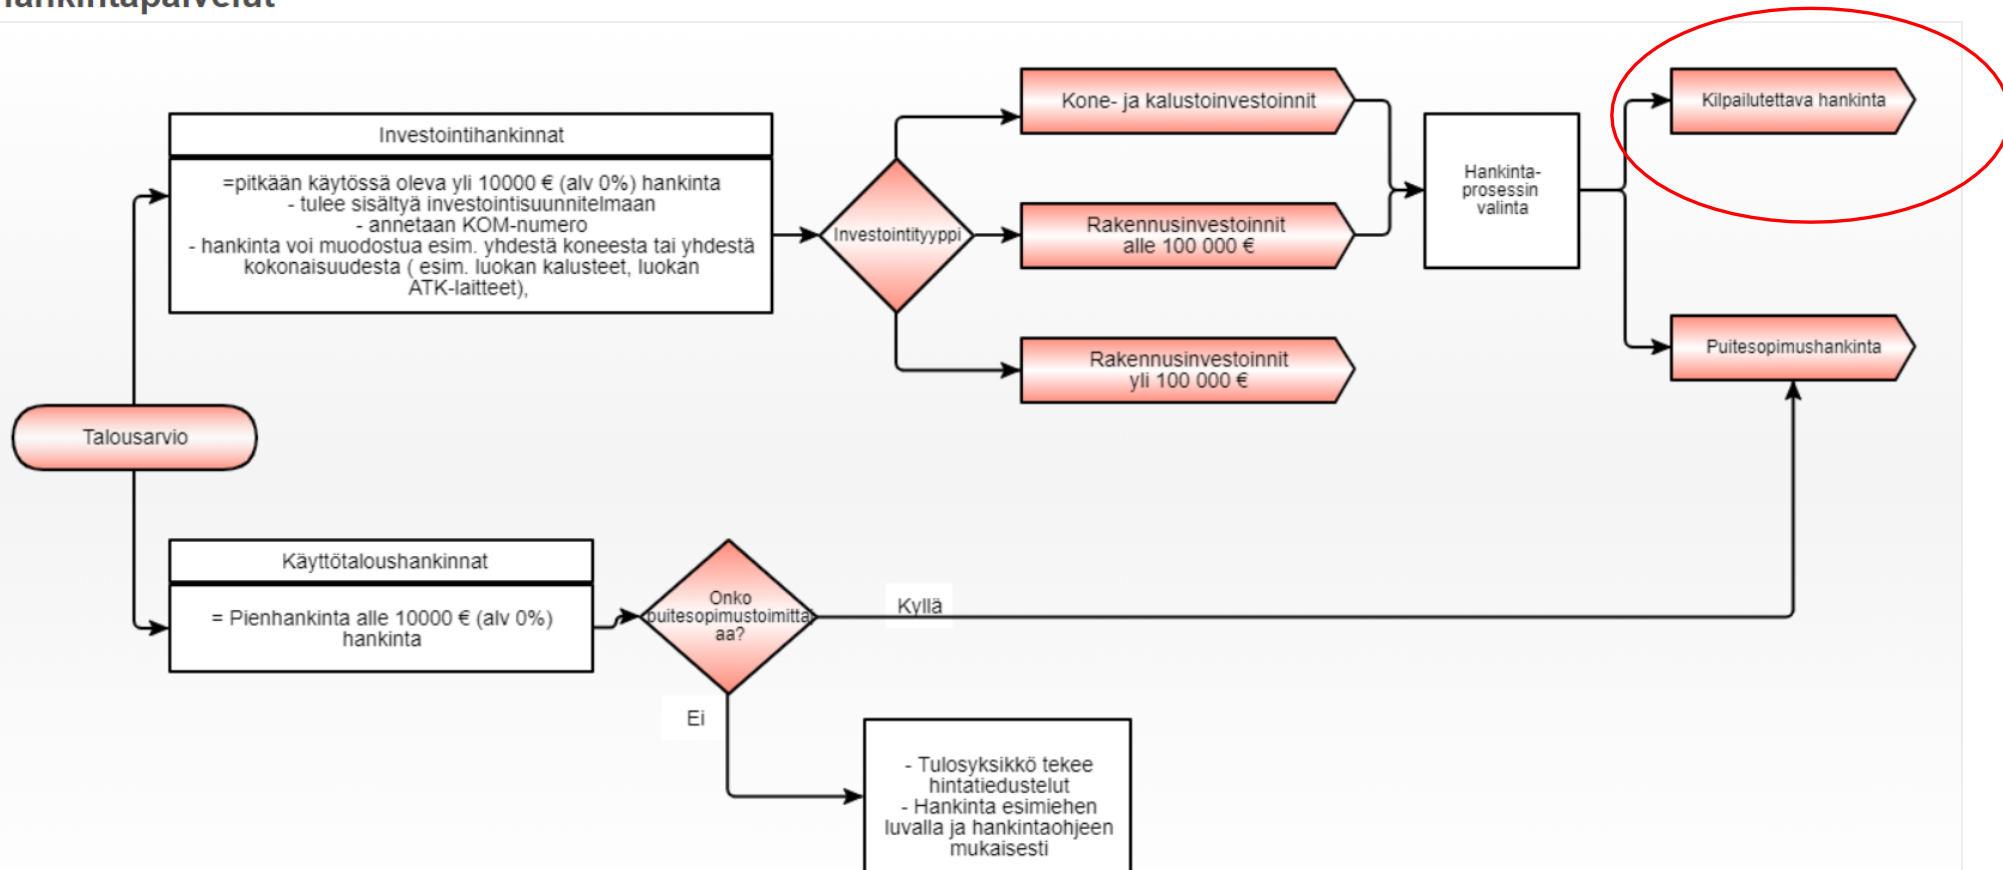 hankintapalvelut
Investointihankinnat
=pitkään käytössä oleva yli 10000 € (alv 0%) hankinta
- tulee sisältyä investointisuunnitelmaan
- annetaan KOM-numero
- hankinta voi muodostua esim. yhdestä koneesta tai yhdestä
kokonaisuudesta ( esim. luokan kalusteet, luokan
ATK-laitteet),
Investointityyppi
Kone- ja kalustoinvestoinnit
Rakennusinvestoinnit
alle 100 000 €
Rakennusinvestoinnit
yli 100 000 €
Hankinta-
prosessin
valinta
Kilpailutettava hankinta
Puitesopimushankinta
Talousarvio
Käyttötaloushankinnat
= Pienhankinta alle 10000 € (alv 0%)
hankinta
Onko
puitesopimustoimitta
aa?
Kyllä
Ei
- Tulosyksikkö tekee
hintatiedustelut
- Hankinta esimiehen
luvalla ja hankintaohjeen
mukaisesti